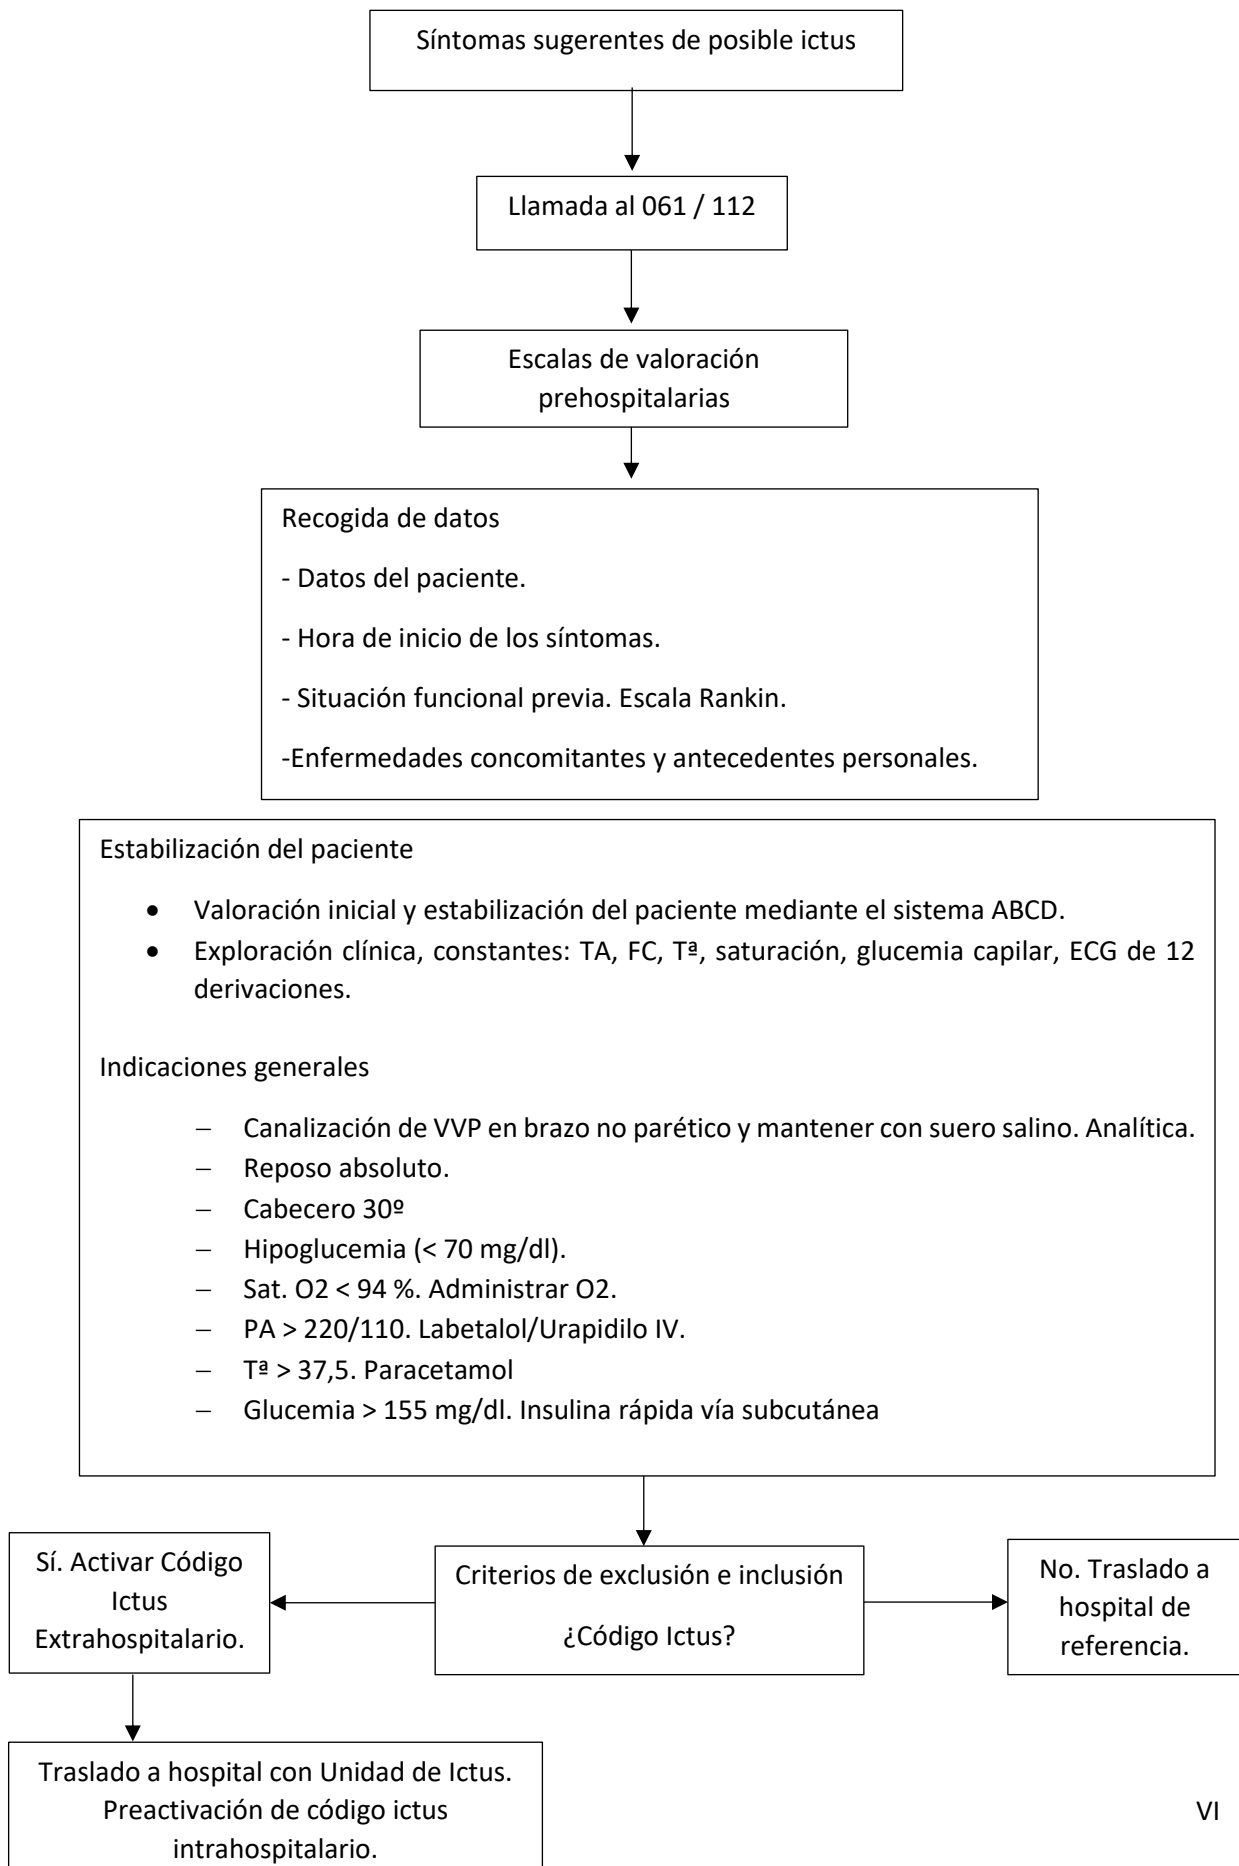 Síntomas sugerentes de posible ictus
Llamada al 061 / 112
Escalas de valoración
prehospitalarias
Recogida de datos
- Datos del paciente.
- Hora de inicio de los síntomas.
- Situación funcional previa. Escala Rankin.
-Enfermedades concomitantes y antecedentes personales.
Estabilización del paciente
• Valoración inicial y estabilización del paciente mediante el sistema ABCD.
• Exploración clínica, constantes: TA, FC, Tª, saturación, glucemia capilar, ECG de 12
derivaciones.
Indicaciones generales
– Canalización de VVP en brazo no parético y mantener con suero salino. Analítica.
– Reposo absoluto.
– Cabecero 30º
– Hipoglucemia (< 70 mg/dl).
– Sat. O2 < 94 %. Administrar O2.
– PA > 220/110. Labetalol/Urapidilo IV.
– Tª > 37,5. Paracetamol
– Glucemia > 155 mg/dl. Insulina rápida vía subcutánea
Sí. Activar Código
Ictus
Extrahospitalario.
Criterios de exclusión e inclusión
¿Código Ictus?
No. Traslado a
hospital de
referencia.
Traslado a hospital con Unidad de Ictus.
Preactivación de código ictus
intrahospitalario.
VI